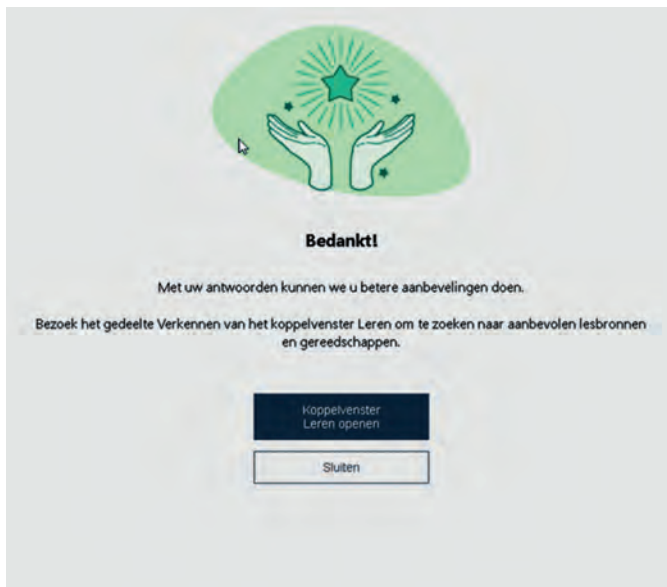 Bedankt!
Met uw antwoorden kunnen we u betere aanbevelingen doen.
Bezoek het gedeelte Verkennen van het koppelvenster Leren om te zoeken naar aanbevolen lesbronnen
en gereedschappen.
Koppelvenster
Leren openen
Sluiten